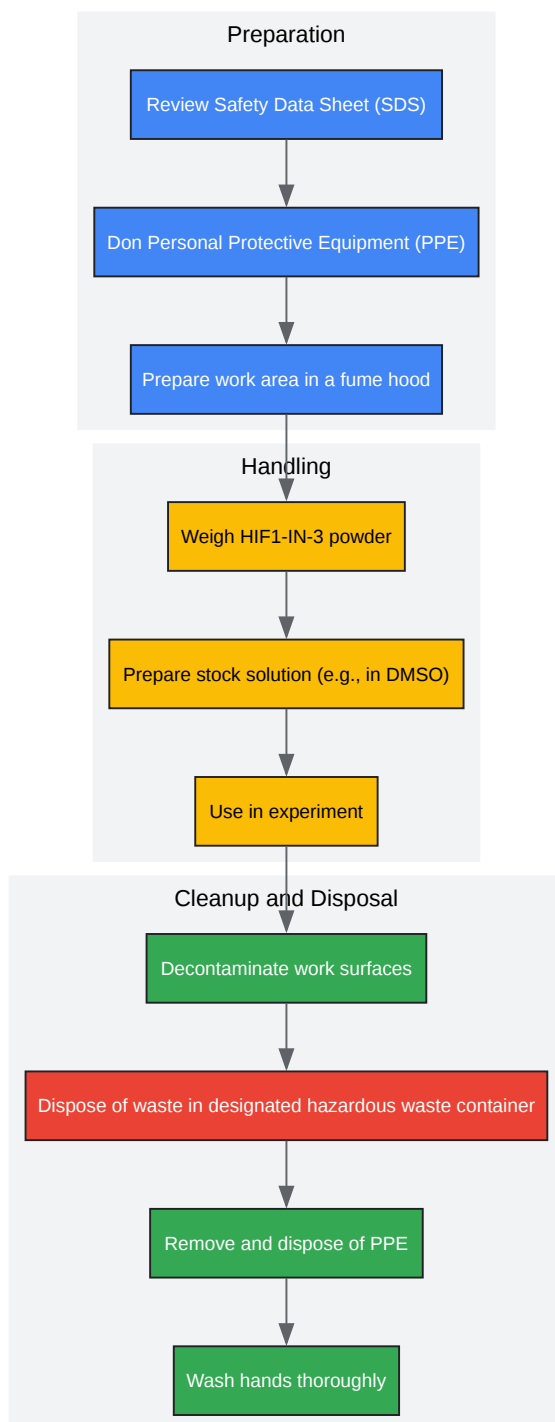 Preparation
Review Safety Data Sheet (SDS)
Don Personal Protective Equipment (PPE)
Prepare work area in a fume hood
Handling
Weigh HIF1-IN-3 powder
Prepare stock solution (e.g., in DMSO)
Use in experiment
Cleanup and Disposal
Decontaminate work surfaces
Dispose of waste in designated hazardous waste container
Remove and dispose of PPE
Wash hands thoroughly